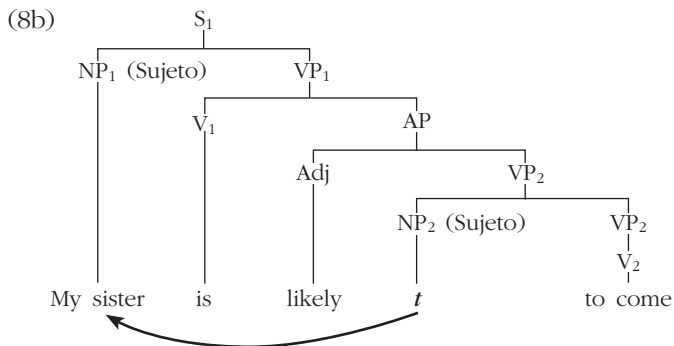 (8b) S₁
NP₁ (Sujeto) VP₁
V₁ AP
Adj VP₂
NP₂ (Sujeto) VP₂
V₂
My sister is likely t to come